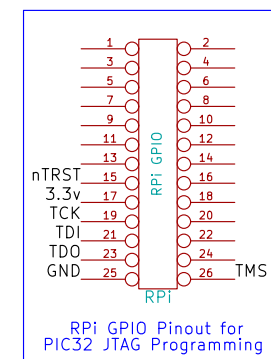 1 2
3 4
5 6
7 8
9 10
11 12
13 14
nTRST 15 16
3.3v 17 18
TCK 19 20
TDI 21 22
TDO 23 24
GND 25 26 TMS
RPi GPIO
RPi
RPi GPIO Pinout for
PIC32 JTAG Programming